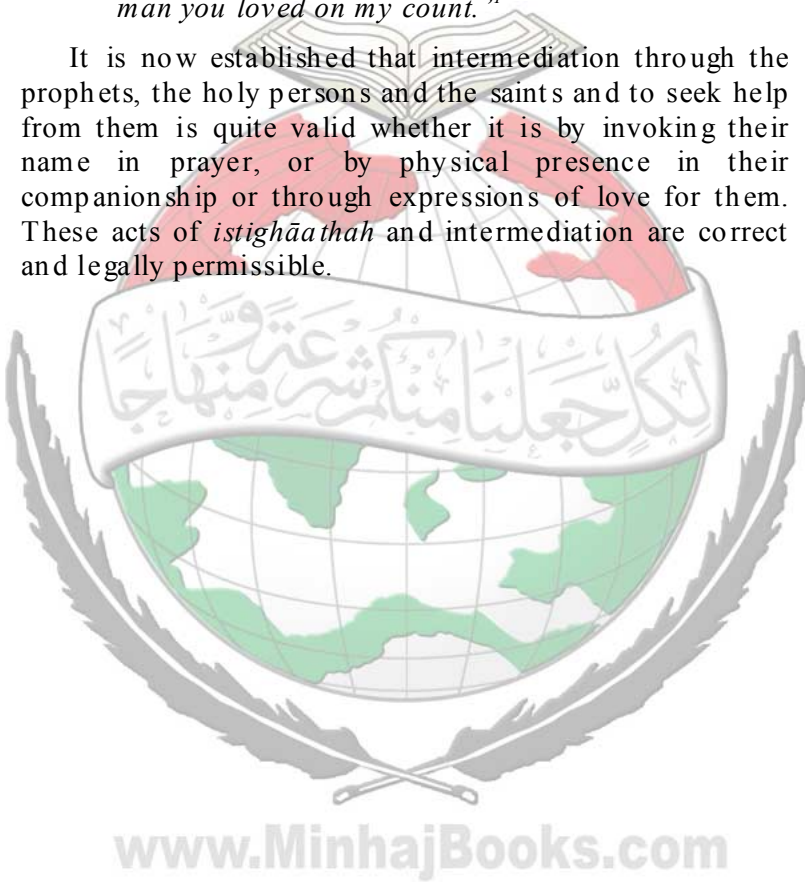 man you loved on my count.”¹
It is now established that intermediation through the
prophets, the holy persons and the saints and to seek help
from them is quite valid whether it is by invoking their
name in prayer, or by physical presence in their
companionship or through expressions of love for them.
These acts of istighāathah and intermediation are correct
and legally permissible.
لِكُلٍّ جَعَلْنَا مِنكُمْ شِرْعَةً وَّ مِنْهَاجًا
www.MinhajBooks.com